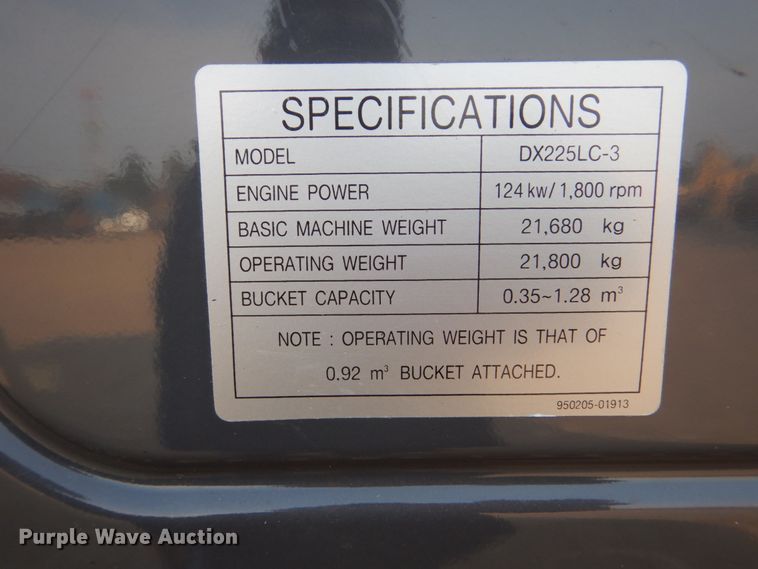 SPECIFICATIONS
MODEL DX225LC-3
ENGINE POWER 124 kw/1,800 rpm
BASIC MACHINE WEIGHT 21,680 kg
OPERATING WEIGHT 21,800 kg
BUCKET CAPACITY 0.35~1.28 m³
NOTE : OPERATING WEIGHT IS THAT OF
0.92 m³ BUCKET ATTACHED.
950205-01913
Purple Wave Auction